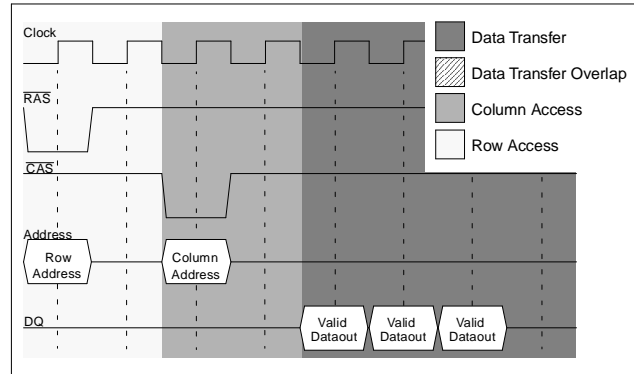 Clock
Data Transfer
Data Transfer Overlap
RAS
Column Access
Row Access
CAS
Address
Row
Address
Column
Address
DQ
Valid
Dataout
Valid
Dataout
Valid
Dataout